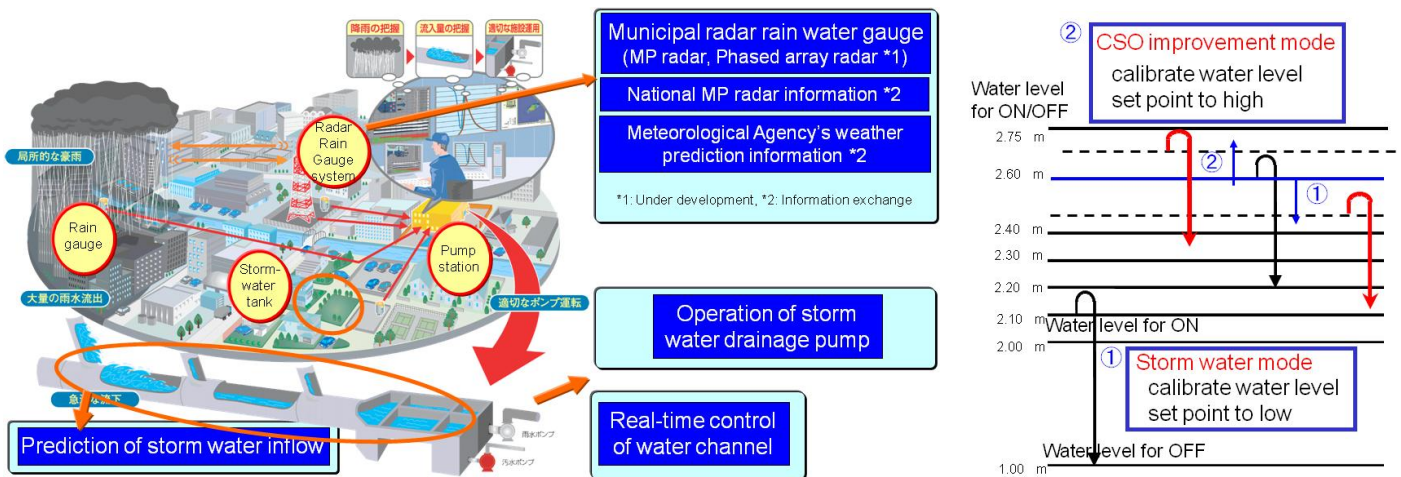 降雨の把握
流入量の把握
適切な施設運用
局所的な豪雨
Radar
Rain
Gauge
system
Rain
gauge
Storm-
water
tank
Pump
station
大量の雨水流出
適切なポンプ運転
急激な流下
雨水ポンプ
汚水ポンプ
Prediction of storm water inflow
Municipal radar rain water gauge
(MP radar, Phased array radar *1)
National MP radar information *2
Meteorological Agency's weather
prediction information *2
*1: Under development, *2: Information exchange
Operation of storm
water drainage pump
Real-time control
of water channel
② CSO improvement mode
calibrate water level
set point to high
Water level
for ON/OFF
2.75 m
②
2.60 m
①
2.40 m
2.30 m
2.20 m
2.10 m
Water level for ON
2.00 m
① Storm water mode
calibrate water level
set point to low
Water level for OFF
1.00 m